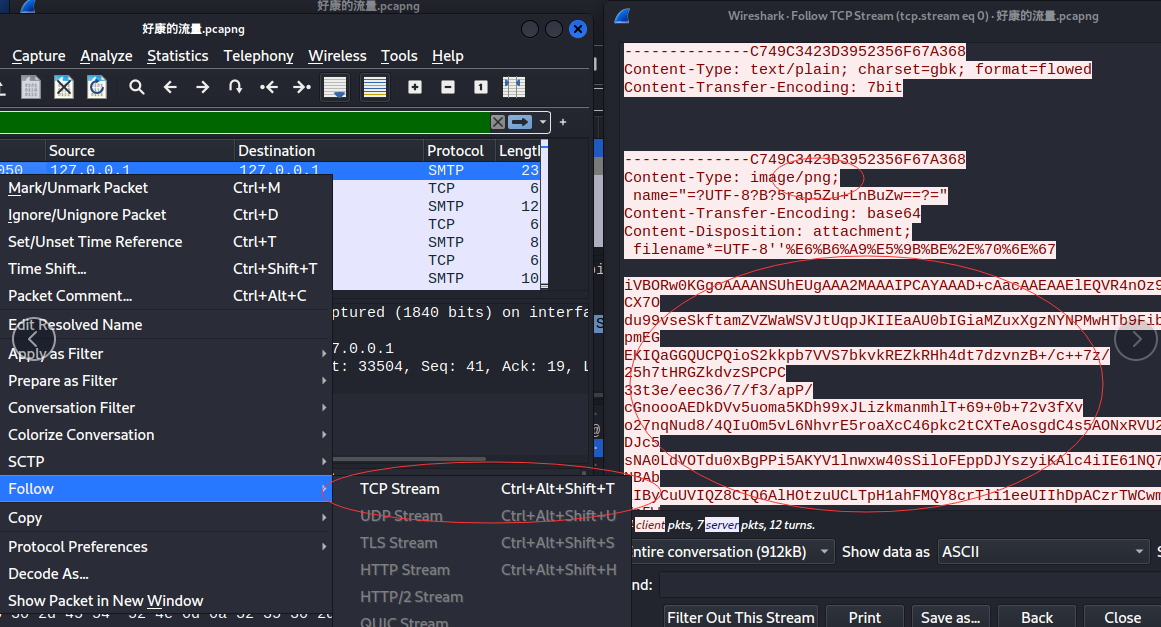 好康的流量.pcapng
好康的流量.pcapng
Capture Analyze Statistics Telephony Wireless Tools Help
Source Destination Protocol Lengtl
050 127.0.0.1 127.0.0.1 SMTP 23
TCP 6
SMTP 12
TCP 6
SMTP 8
TCP 6
SMTP 10
Mark/Unmark Packet Ctrl+M
Ignore/Unignore Packet Ctrl+D
Set/Unset Time Reference Ctrl+T
Time Shift... Ctrl+Shift+T
Packet Comment... Ctrl+Alt+C
Edit Resolved Name
Apply as Filter
Prepare as Filter
Conversation Filter
Colorize Conversation
SCTP
Follow
Copy
Protocol Preferences
Decode As...
Show Packet in New Window
ptured (1840 bits) on interfa
7.0.0.1
t: 33504, Seq: 41, Ack: 19, L
TCP Stream Ctrl+Alt+Shift+T
UDP Stream Ctrl+Alt+Shift+U
TLS Stream Ctrl+Alt+Shift+S
HTTP Stream Ctrl+Alt+Shift+H
HTTP/2 Stream
QUIC Stream
Wireshark · Follow TCP Stream (tcp.stream eq 0) · 好康的流量.pcapng
--------------C749C3423D3952356F67A368
Content-Type: text/plain; charset=gbk; format=flowed
Content-Transfer-Encoding: 7bit
--------------C749C3423D3952356F67A368
Content-Type: image/png;
name="=?UTF-8?B?5rap5Zu+LnBuZw==?="
Content-Transfer-Encoding: base64
Content-Disposition: attachment;
filename*=UTF-8''%E6%B6%A9%E5%9B%BE%2E%70%6E%67
iVBORw0KGgoAAAANSUhEUgAAA2MAAAIPCAYAAAD+cAacAAEAAElEQVR4nOz9
CX7O
du99vseSkftamZVZWaWSVJtUqpJKIIEaAU0bIGiaMZuxXgzNYNPMwHTb9Fib
pmEG
EKIQaGGQUCPQioS2kkpb7VVS7bkvkREZkRHh4dt7dzvnzB+/c++7z/
25h7tHRGZkdvzSPCPC
33t3e/eec36/7/f3/apP/
cGnoooAEDkDVv5uoma5KDh99xJLizkmanmhlT+69+0b+72v3fXv
o27nqNud8/4QIuOm5vL6NhvrE5roaXcC46pkc2tCXTeAosgdC4s5AONxRVU2
DJc5
sNA0LdVOTdu0xBgPPi5AKYV1lnwxw40sSiloFEppDJYszyiKAlc4iIE61NQ7
NBAb
client pkts, 7 server pkts, 12 turns.
ntire conversation (912kB) Show data as ASCII
nd:
Filter Out This Stream Print Save as... Back Close